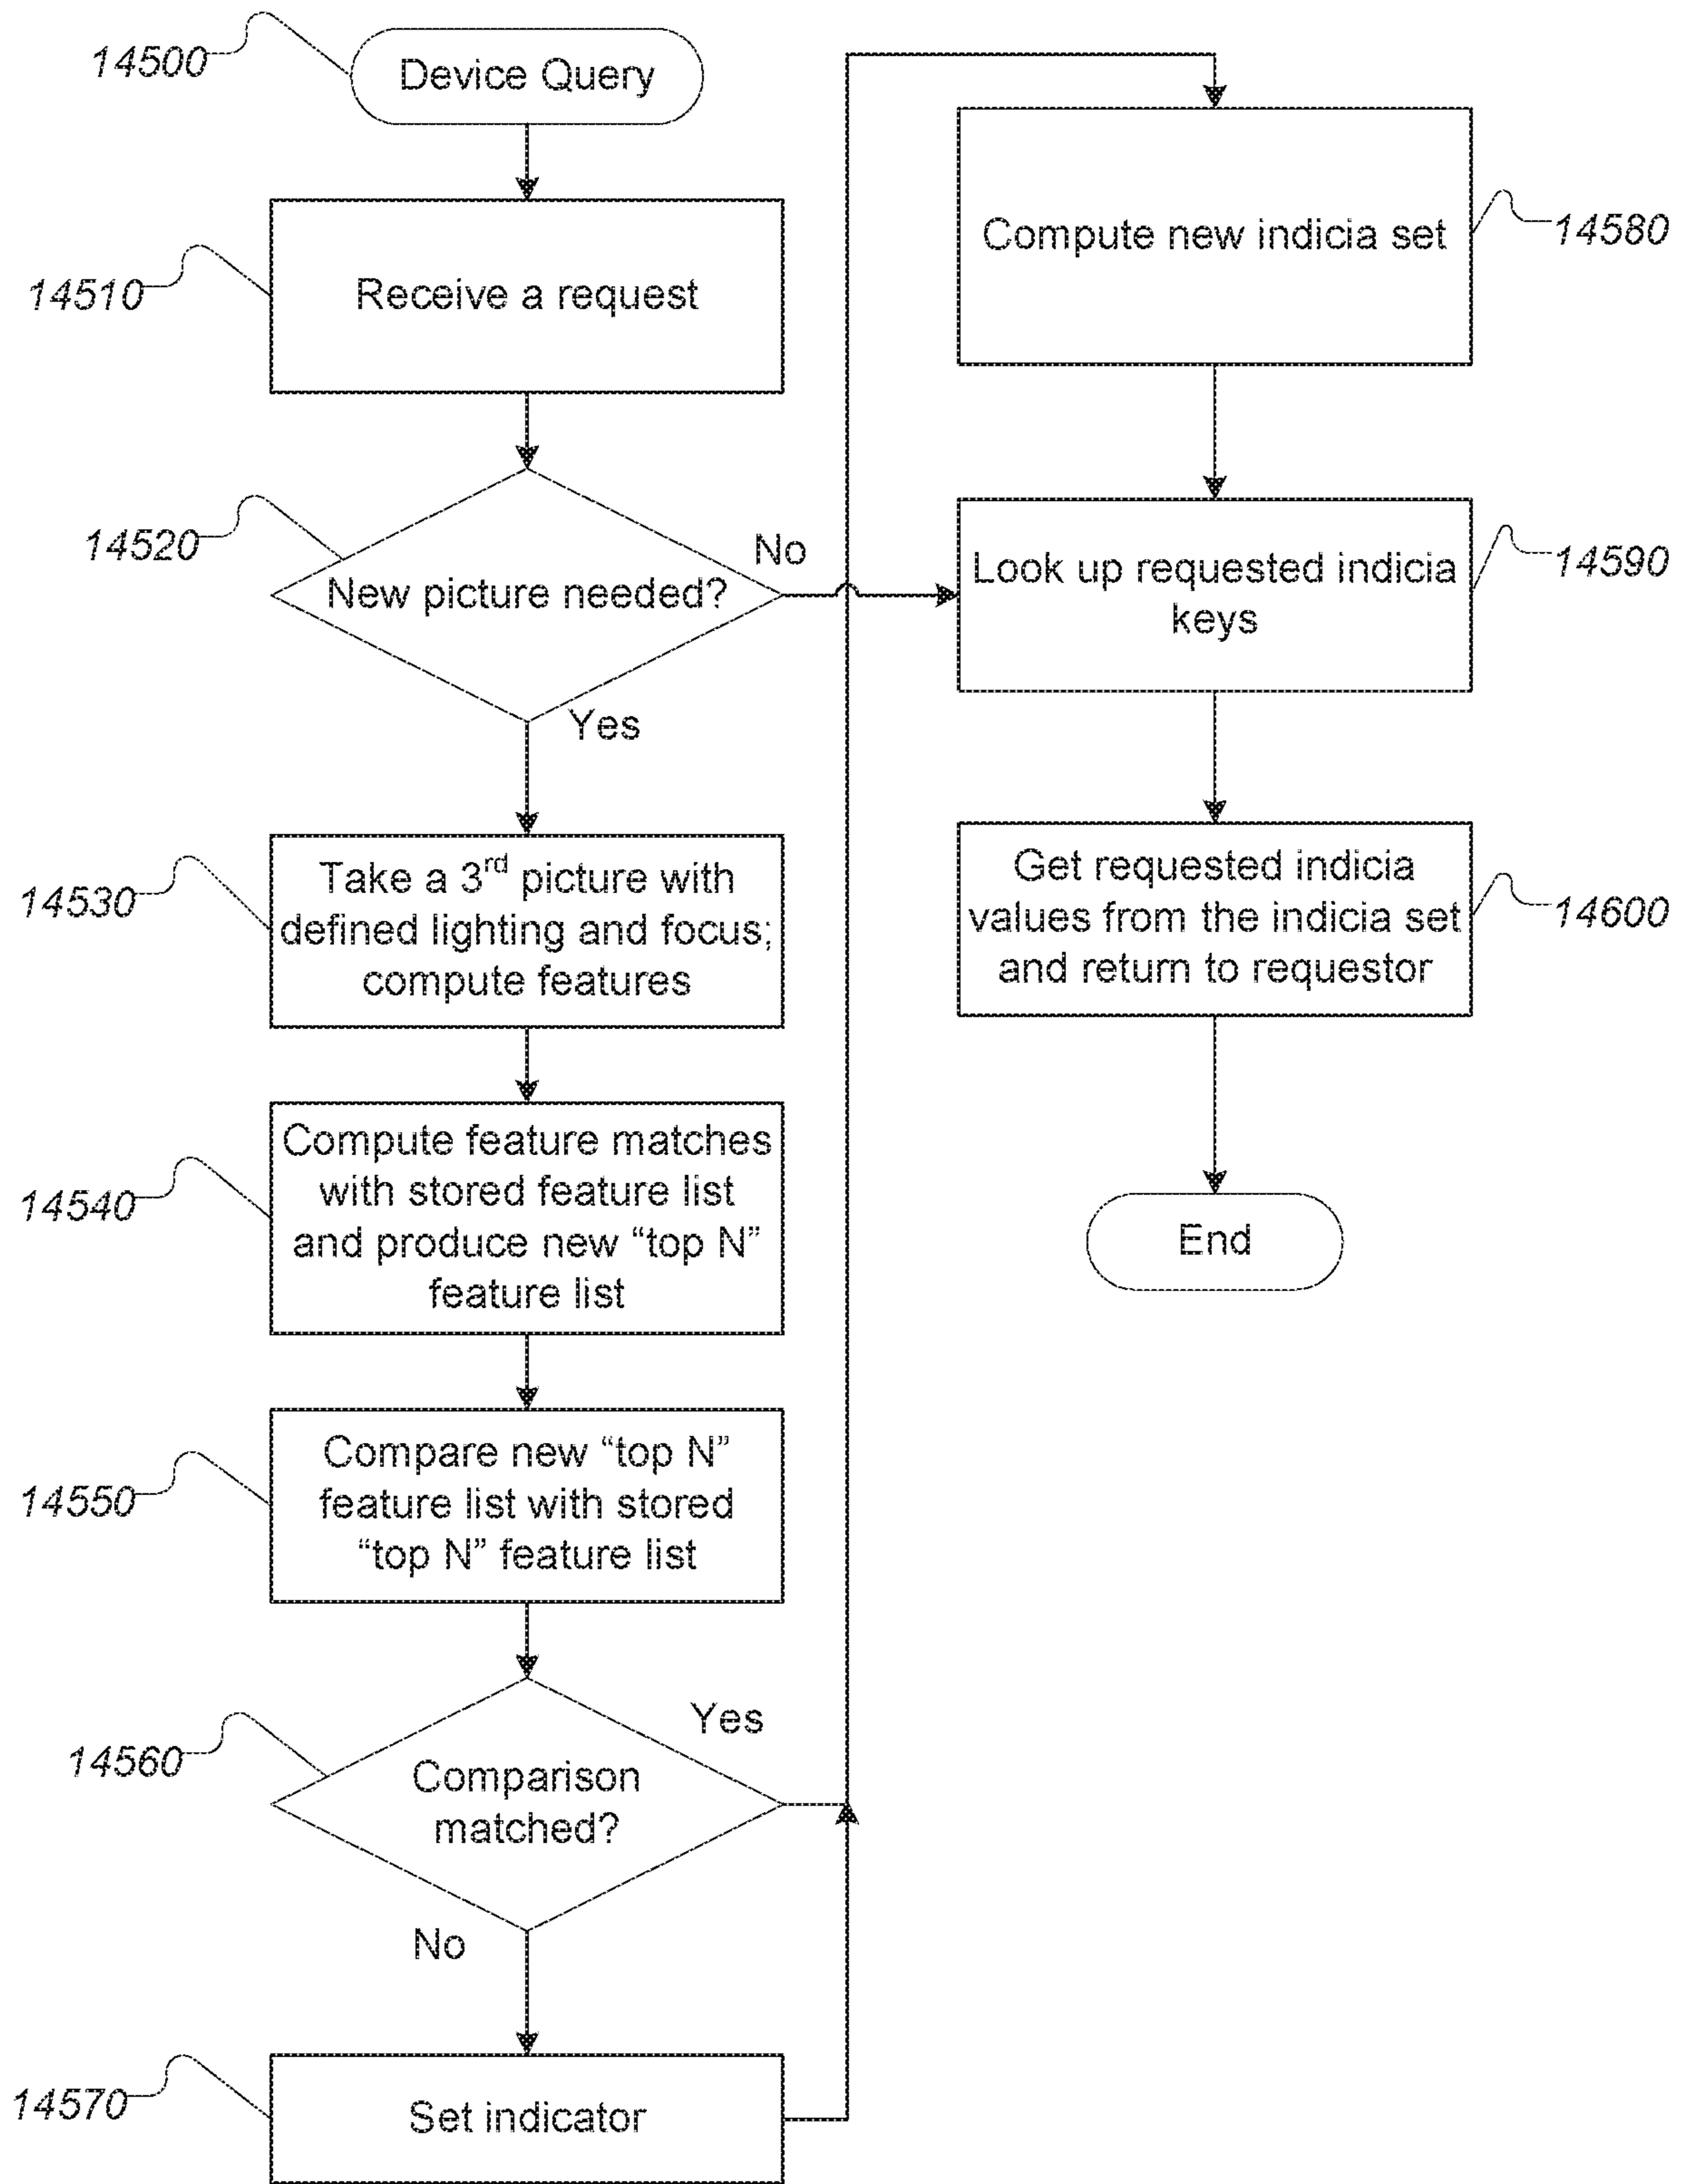 14500
Device Query
14510
Receive a request
14520
New picture needed?
No
Yes
14530
Take a 3rd picture with
defined lighting and focus;
compute features
14540
Compute feature matches
with stored feature list
and produce new “top N”
feature list
14550
Compare new “top N”
feature list with stored
“top N” feature list
14560
Comparison
matched?
Yes
No
14570
Set indicator
Compute new indicia set
14580
Look up requested indicia
keys
14590
Get requested indicia
values from the indicia set
and return to requestor
14600
End